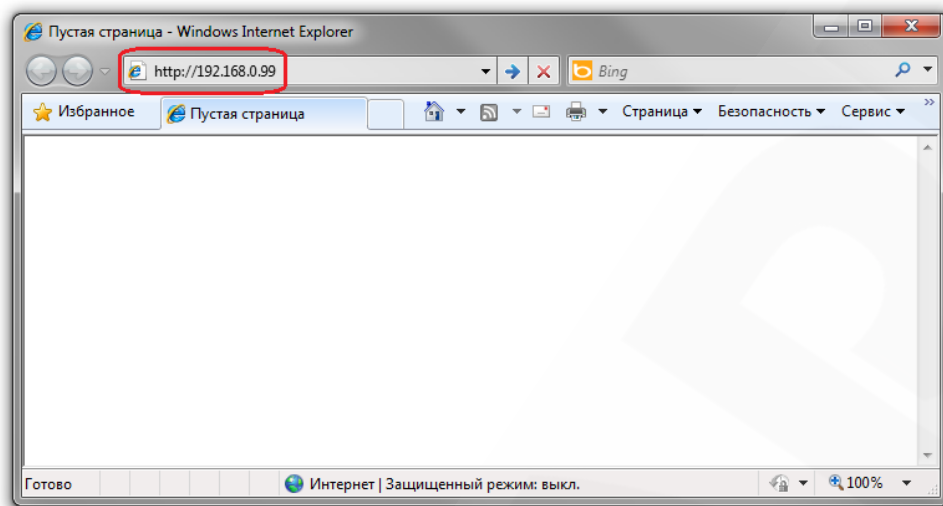 Пустая страница - Windows Internet Explorer
http://192.168.0.99 Bing
Избранное Пустая страница Страница Безопасность Сервис »
Готово Интернет | Защищенный режим: выкл. 100%